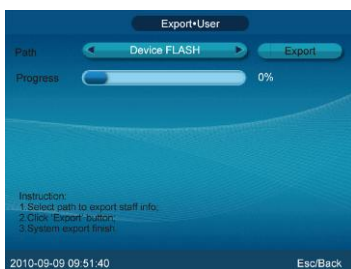 Export•User
Path
Device FLASH
Export
Progress
0%
Instruction:
1.Select path to export staff info;
2.Click 'Export' button;
3.System export finish.
2010-09-09 09:51:40
Esc/Back